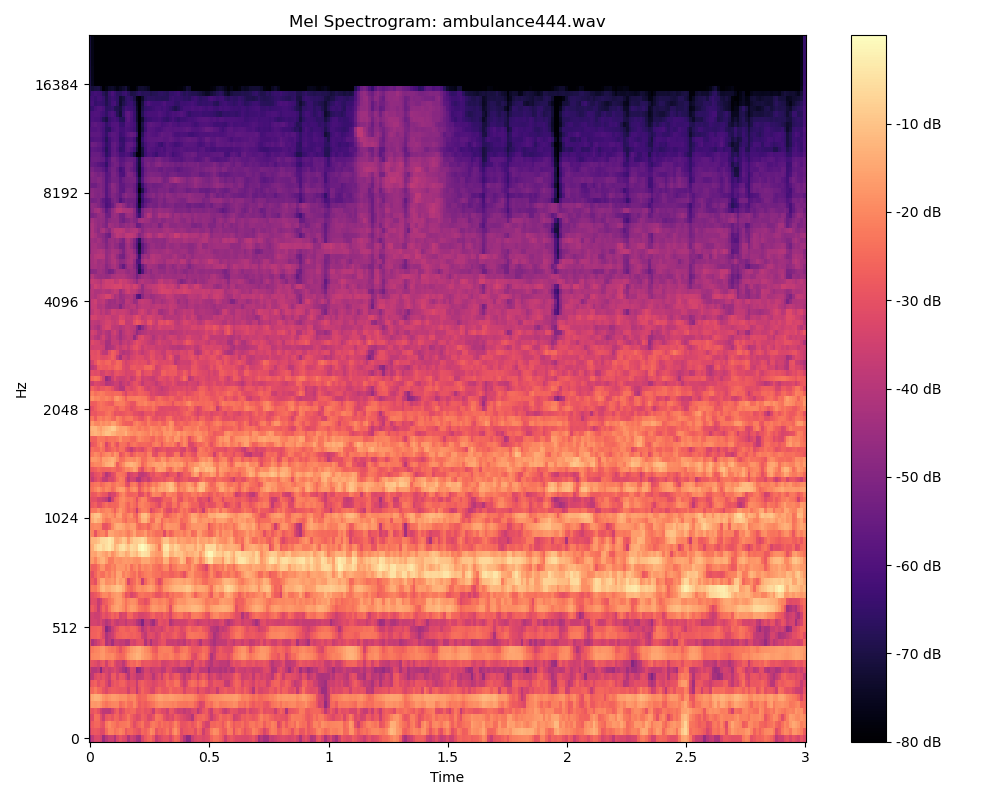 Mel Spectrogram: ambulance444.wav
16384
8192
4096
2048
1024
512
0
Hz
0
0.5
1
1.5
2
2.5
3
Time
-10 dB
-20 dB
-30 dB
-40 dB
-50 dB
-60 dB
-70 dB
-80 dB